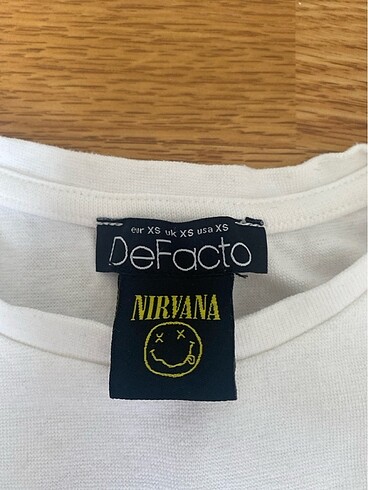 eur XS uk XS usa XS
DeFacto
NIRVANA